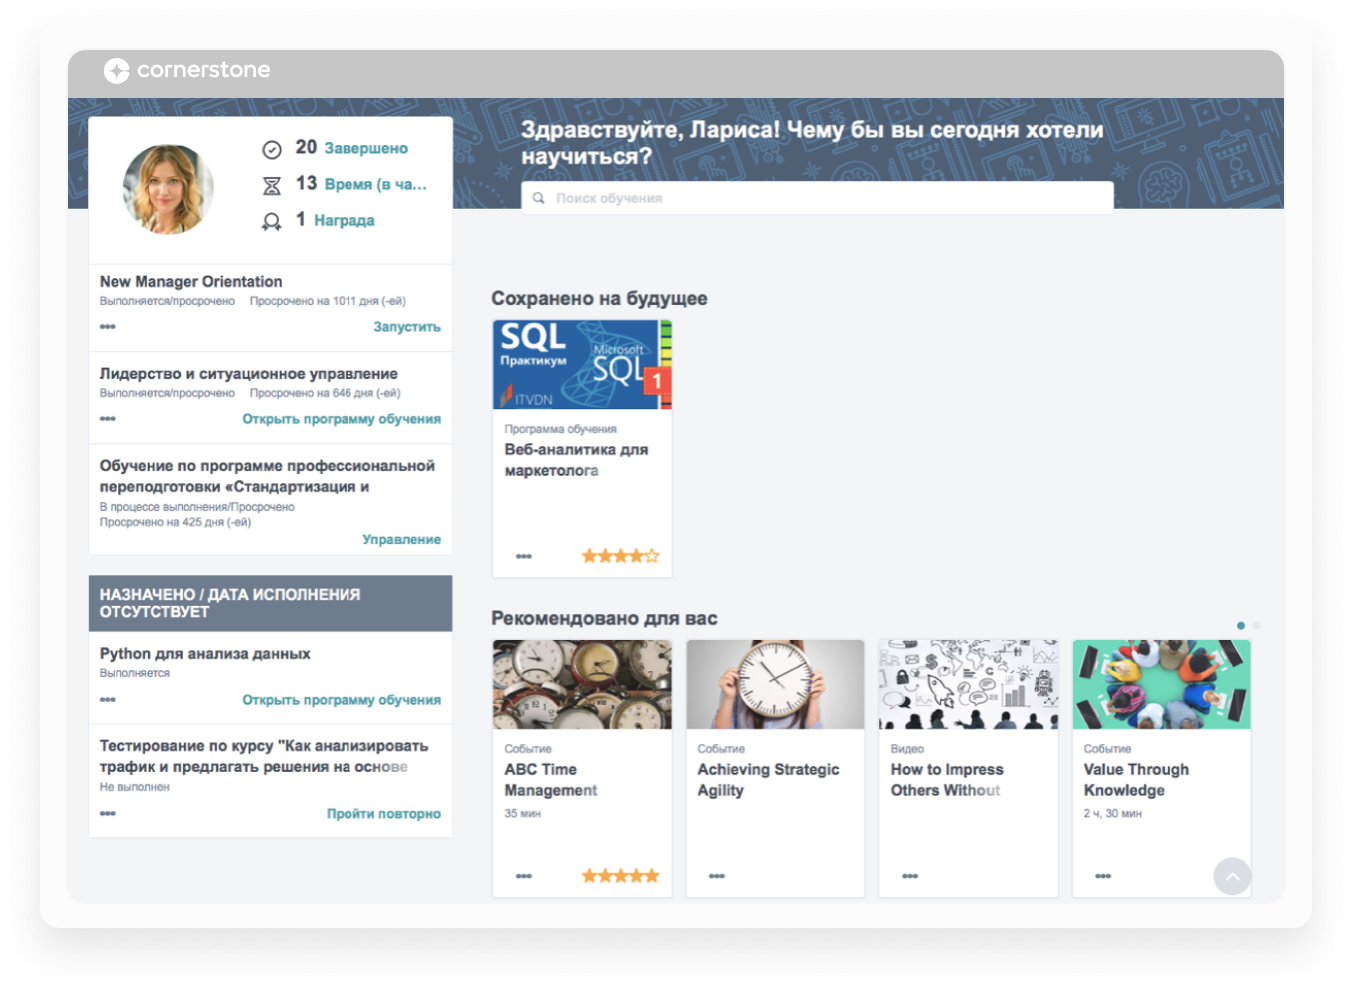 cornerstone
Здравствуйте, Лариса! Чему бы вы сегодня хотели
научиться?
Поиск обучения
20 Завершено
13 Время (в ча...
1 Награда
New Manager Orientation
Выполняется/просрочено Просрочено на 1011 дня (-ей)
Запустить
Лидерство и ситуационное управление
Выполняется/просрочено Просрочено на 646 дня (-ей)
Открыть программу обучения
Обучение по программе профессиональной
переподготовки «Стандартизация и
В процессе выполнения/Просрочено
Просрочено на 425 дня (-ей)
Управление
НАЗНАЧЕНО / ДАТА ИСПОЛНЕНИЯ
ОТСУТСТВУЕТ
Python для анализа данных
Выполняется
Открыть программу обучения
Тестирование по курсу "Как анализировать
трафик и предлагать решения на основе
Не выполнен
Пройти повторно
Сохранено на будущее
SQL
Практикум
Microsoft
SQL
1
ITVDN
Программа обучения
Веб-аналитика для
маркетолога
Рекомендовано для вас
Событие
ABC Time
Management
35 мин
Событие
Achieving Strategic
Agility
Видео
How to Impress
Others Without
Событие
Value Through
Knowledge
2 ч, 30 мин